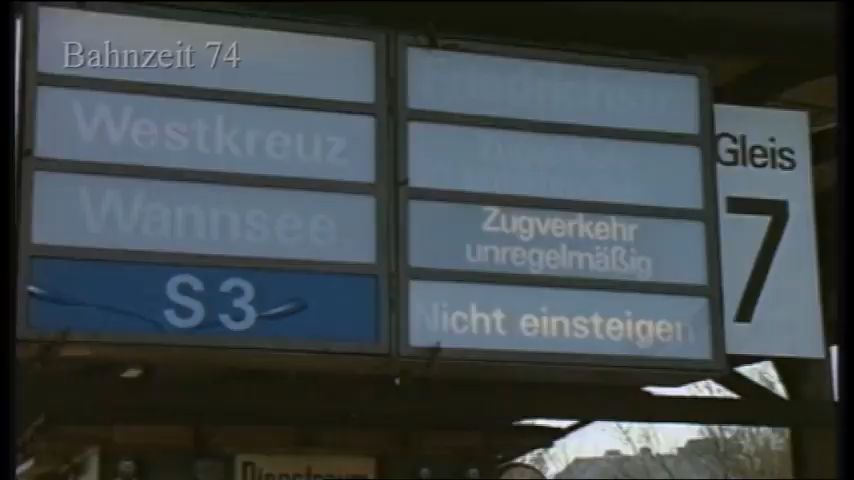 Bahnzeit 74
Westkreuz
Wannsee
S3
Zugverkehr
unregelmäßig
Nicht einsteigen
Gleis
7